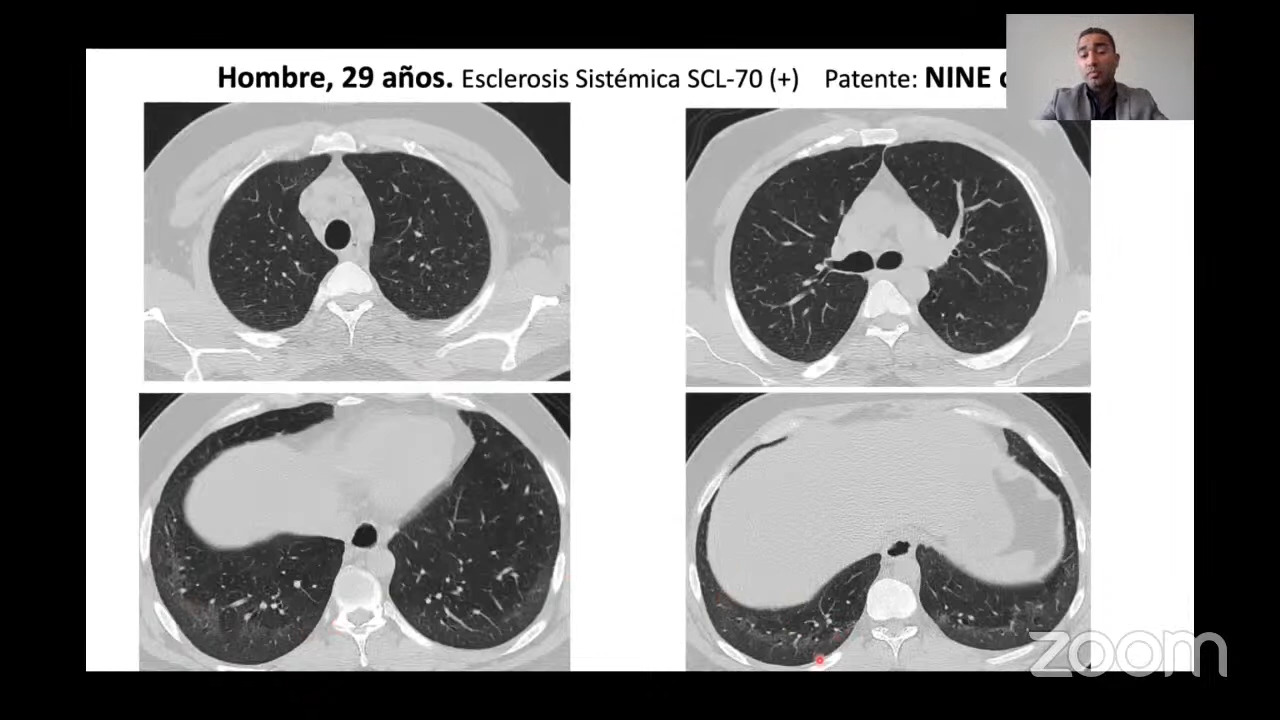 Hombre, 29 años. Esclerosis Sistémica SCL-70 (+) Patente: NINE
zoom